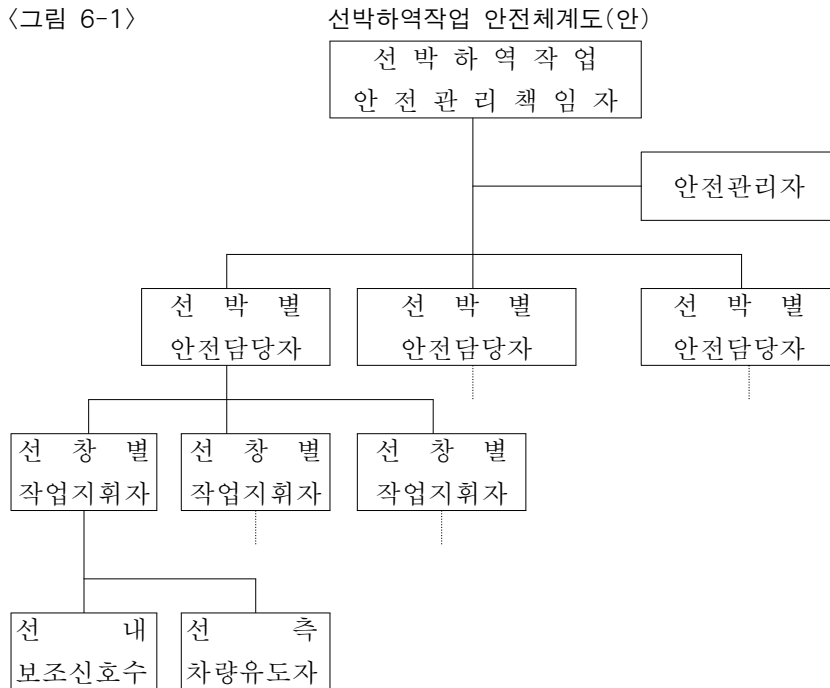 〈그림 6-1〉 선박하역작업 안전체계도(안)
선 박 하 역 작 업
안 전 관 리 책 임 자
안전관리자
선 박 별 선 박 별 선 박 별
안전담당자 안전담당자 안전담당자
선 창 별 선 창 별 선 창 별
작업지휘자 작업지휘자 작업지휘자
선 내 선 측
보조신호수 차량유도자